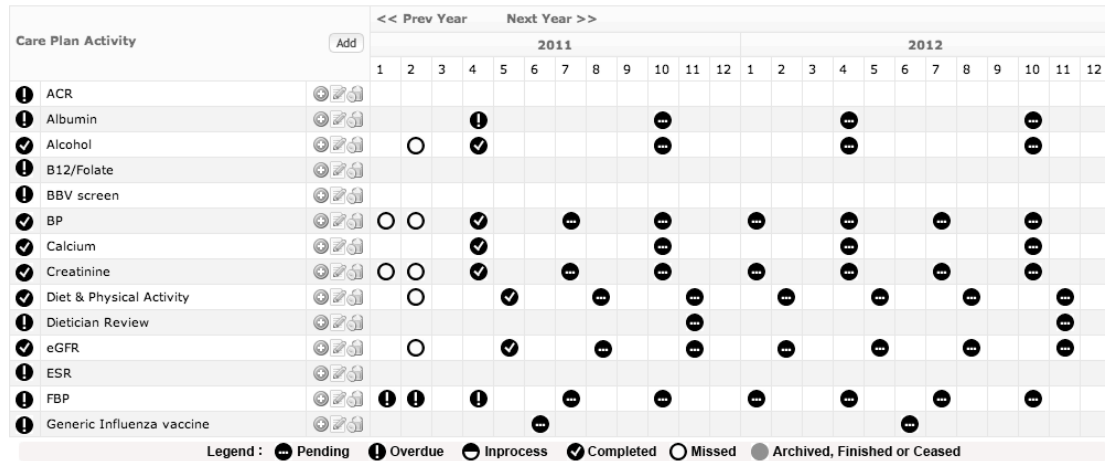 << Prev Year Next Year >>
Care Plan Activity Add
2011 2012
1 2 3 4 5 6 7 8 9 10 11 12 1 2 3 4 5 6 7 8 9 10 11 12
ACR
Albumin
Alcohol
B12/Folate
BBV screen
BP
Calcium
Creatinine
Diet & Physical Activity
Dietician Review
eGFR
ESR
FBP
Generic Influenza vaccine
Legend : Pending Overdue Inprocess Completed Missed Archived, Finished or Ceased